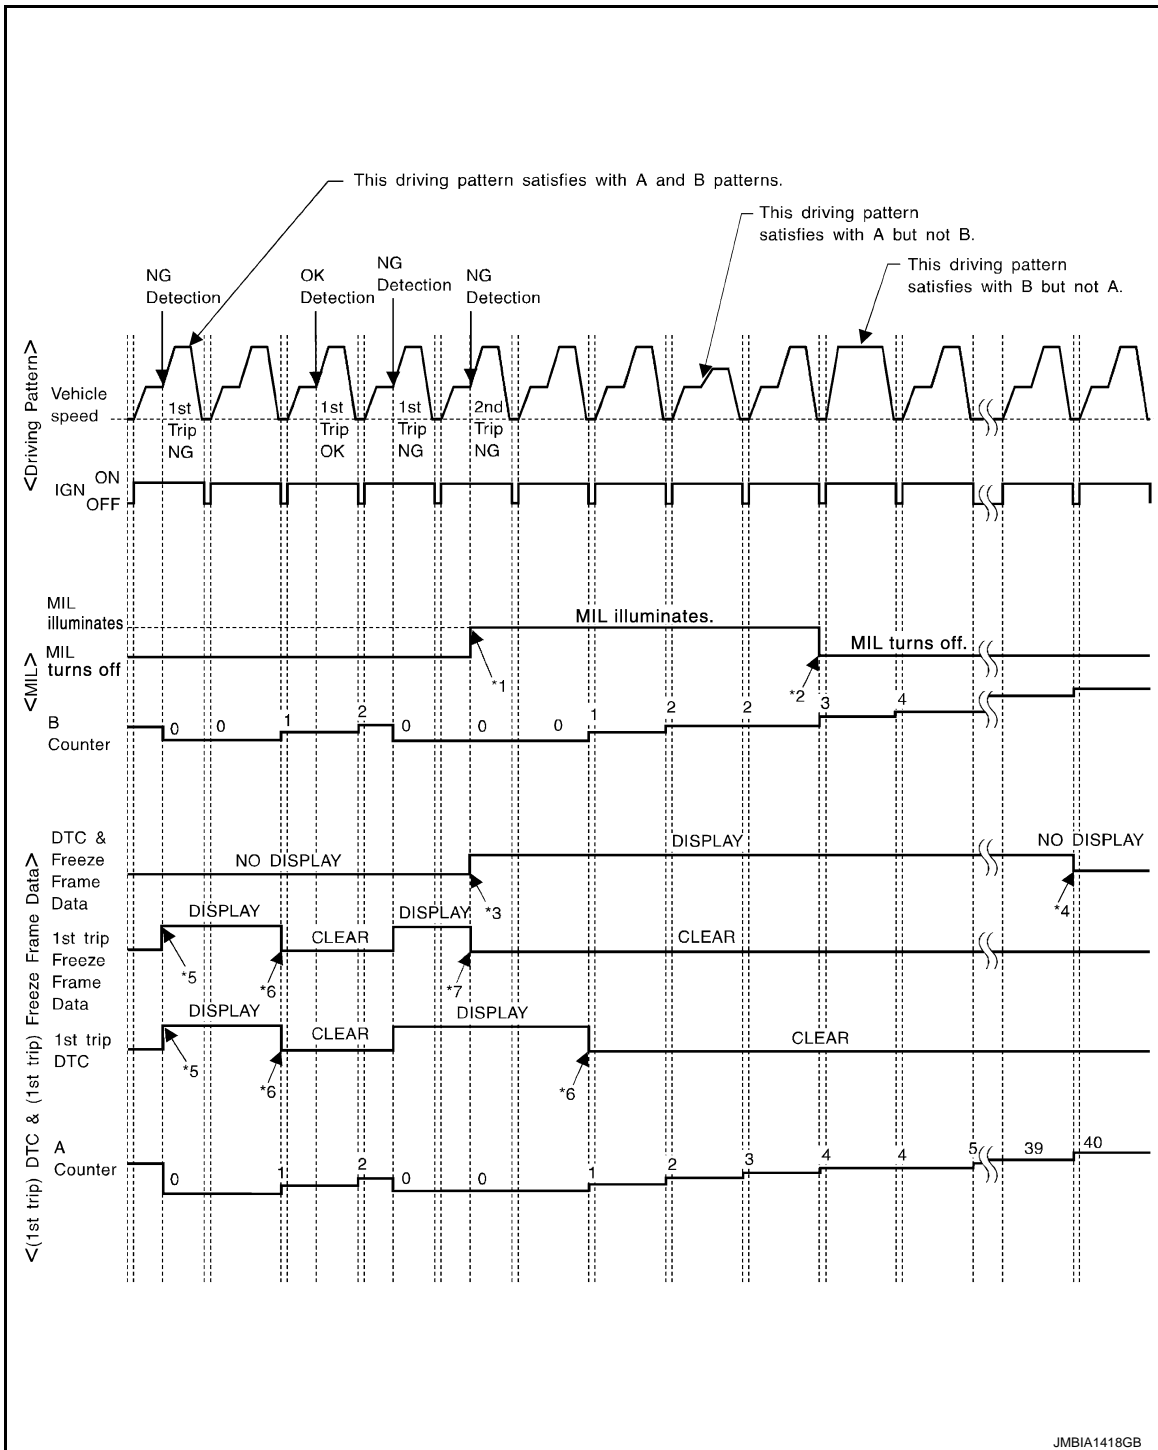 This driving pattern satisfies with A and B patterns.
This driving pattern
satisfies with A but not B.
This driving pattern
satisfies with B but not A.
NG
Detection
OK
Detection
NG
Detection
NG
Detection
<Driving Pattern>
Vehicle
speed
1st
Trip
NG
1st
Trip
OK
1st
Trip
NG
2nd
Trip
NG
IGN
ON
OFF
<MIL>
MIL
illuminates
MIL illuminates.
MIL
turns off
MIL turns off.
*1
*2
B
Counter
0 0 1 2 0 0 0 1 2 2 3 4
<(1st trip) DTC & (1st trip) Freeze Frame Data>
DTC &
Freeze
Frame
Data
NO DISPLAY
DISPLAY
NO DISPLAY
*3
*4
1st trip
Freeze
Frame
Data
DISPLAY
CLEAR
DISPLAY
CLEAR
*5
*6
*7
1st trip
DTC
DISPLAY
CLEAR
DISPLAY
CLEAR
*5
*6
*6
A
Counter
0 1 2 0 0 1 2 3 4 4 5 39 40
JMBIA1418GB